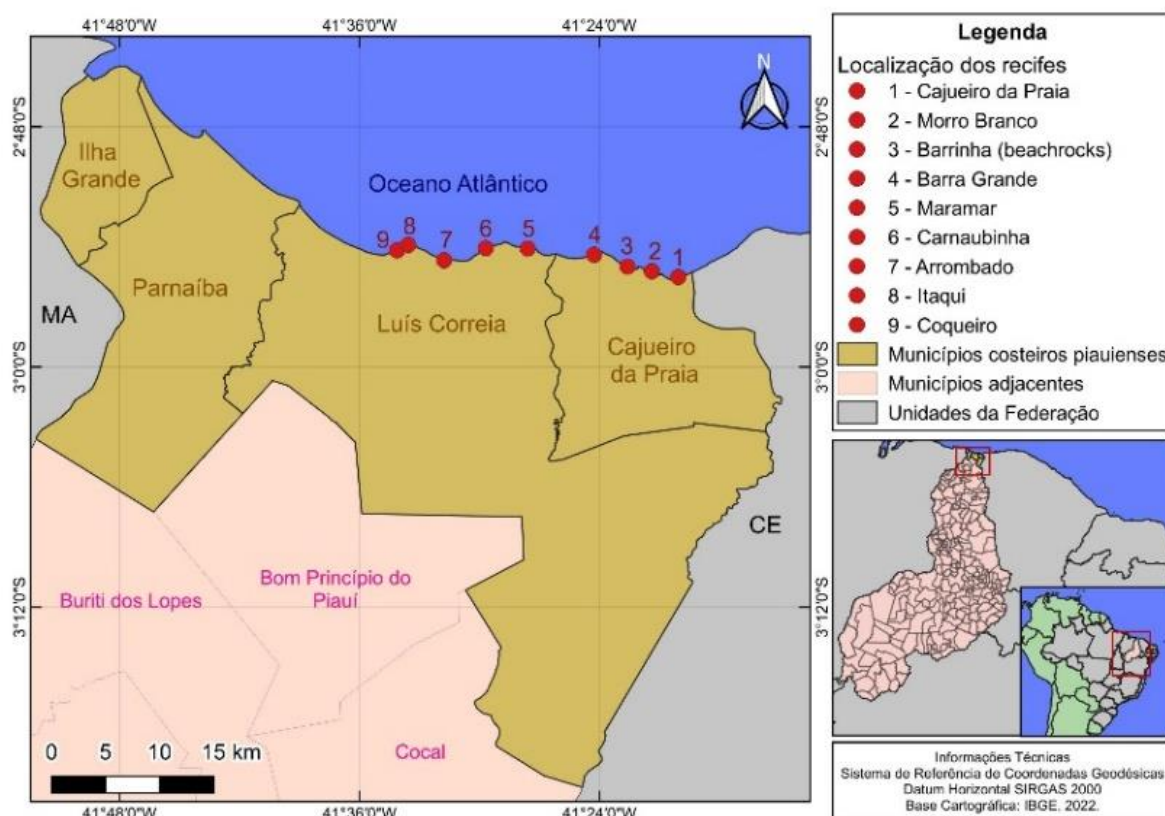 41°48'0"W 41°36'0"W 41°24'0"W
2°48'0"S
3°0'0"S
3°12'0"S
N
Oceano Atlântico
Ilha
Grande
Parnaíba
MA
Luís Correia
Cajueiro
da Praia
CE
9 8 7 6 5 4 3 2 1
Buriti dos Lopes
Bom Princípio do
Piauí
Cocal
0 5 10 15 km
2°48'0"S
3°0'0"S
3°12'0"S
41°48'0"W 41°36'0"W 41°24'0"W
Legenda
Localização dos recifes
1 - Cajueiro da Praia
2 - Morro Branco
3 - Barrinha (beachrocks)
4 - Barra Grande
5 - Maramar
6 - Carnaubinha
7 - Arrombado
8 - Itaqui
9 - Coqueiro
Municípios costeiros piauienses
Municípios adjacentes
Unidades da Federação
Informações Técnicas
Sistema de Referência de Coordenadas Geodésicas
Datum Horizontal SIRGAS 2000
Base Cartográfica: IBGE, 2022.